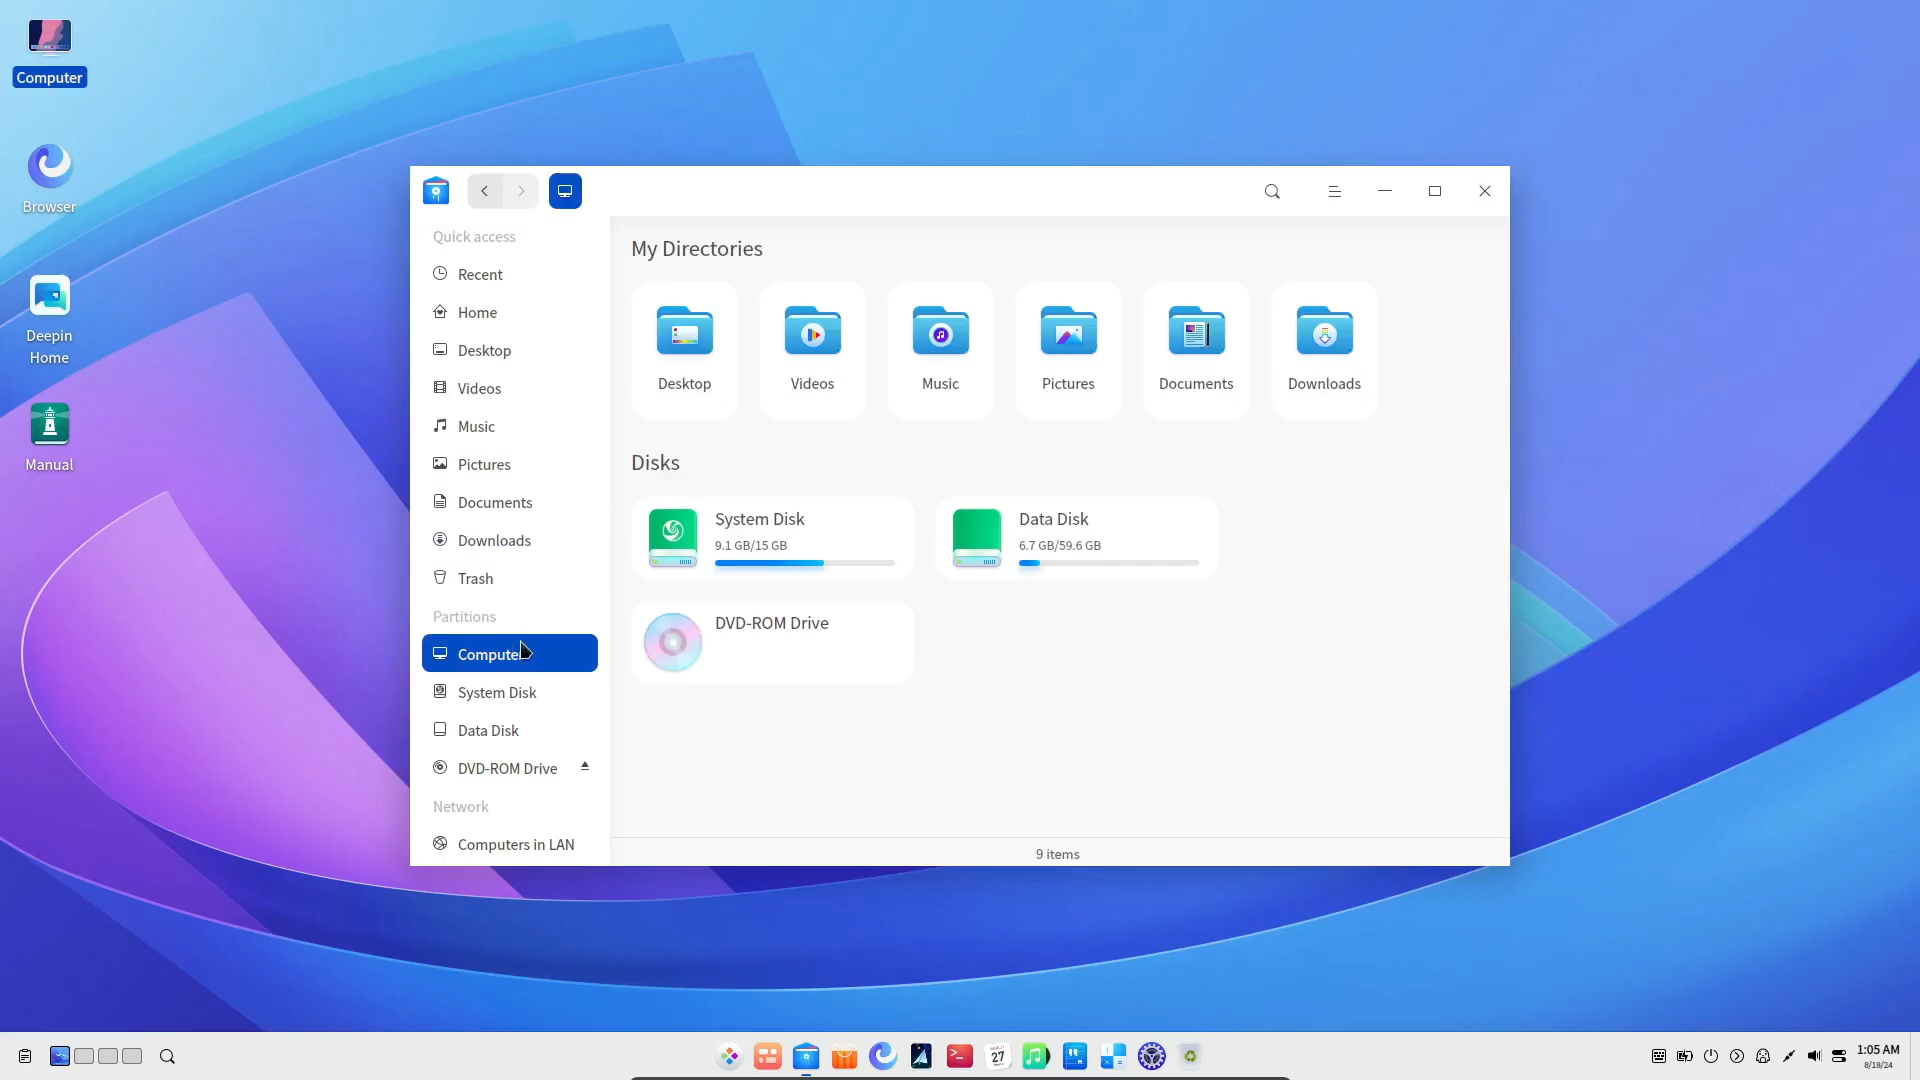 Computer
Browser
Deepin
Home
Manual
Quick access
Recent
Home
Desktop
Videos
Music
Pictures
Documents
Downloads
Trash
Partitions
Computer
System Disk
Data Disk
DVD-ROM Drive
Network
Computers in LAN
My Directories
Desktop
Videos
Music
Pictures
Documents
Downloads
Disks
System Disk
9.1 GB/15 GB
Data Disk
6.7 GB/59.6 GB
DVD-ROM Drive
9 items
27
1:05 AM
8/18/24